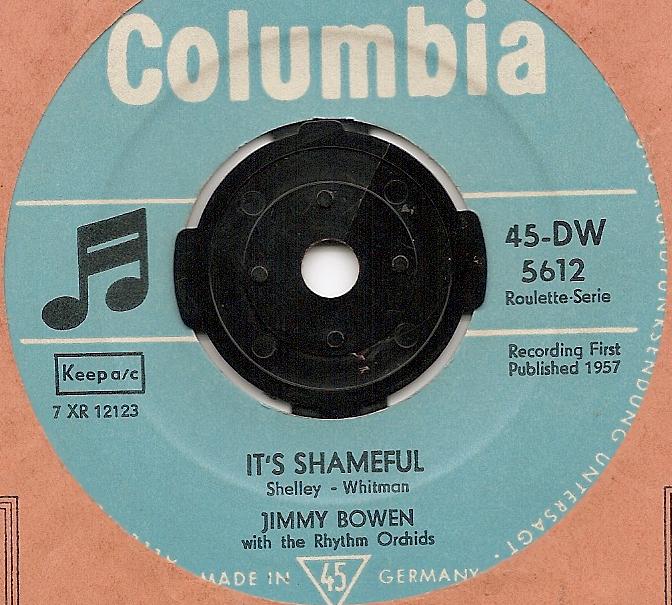 Columbia
45-DW
5612
Roulette-Serie
Recording First
Published 1957
Keep a/c
7 XR 12123
IT'S SHAMEFUL
Shelley - Whitman
JIMMY BOWEN
with the Rhythm Orchids
MADE IN 45 GERMANY
UNTERSAGT.